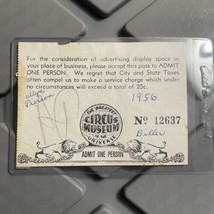 For the consideration of advertising display space in
your place of business, please accept this pass to ADMIT
ONE PERSON. We regret that City and State Taxes
often compel us to make a service charge which under
no circumstances will exceed a total of 25c.
1956
THE GREATEST
CIRCUS
MUSEUM
IN THE
UNIVERSE
Nº 12637
ADMIT ONE PERSON